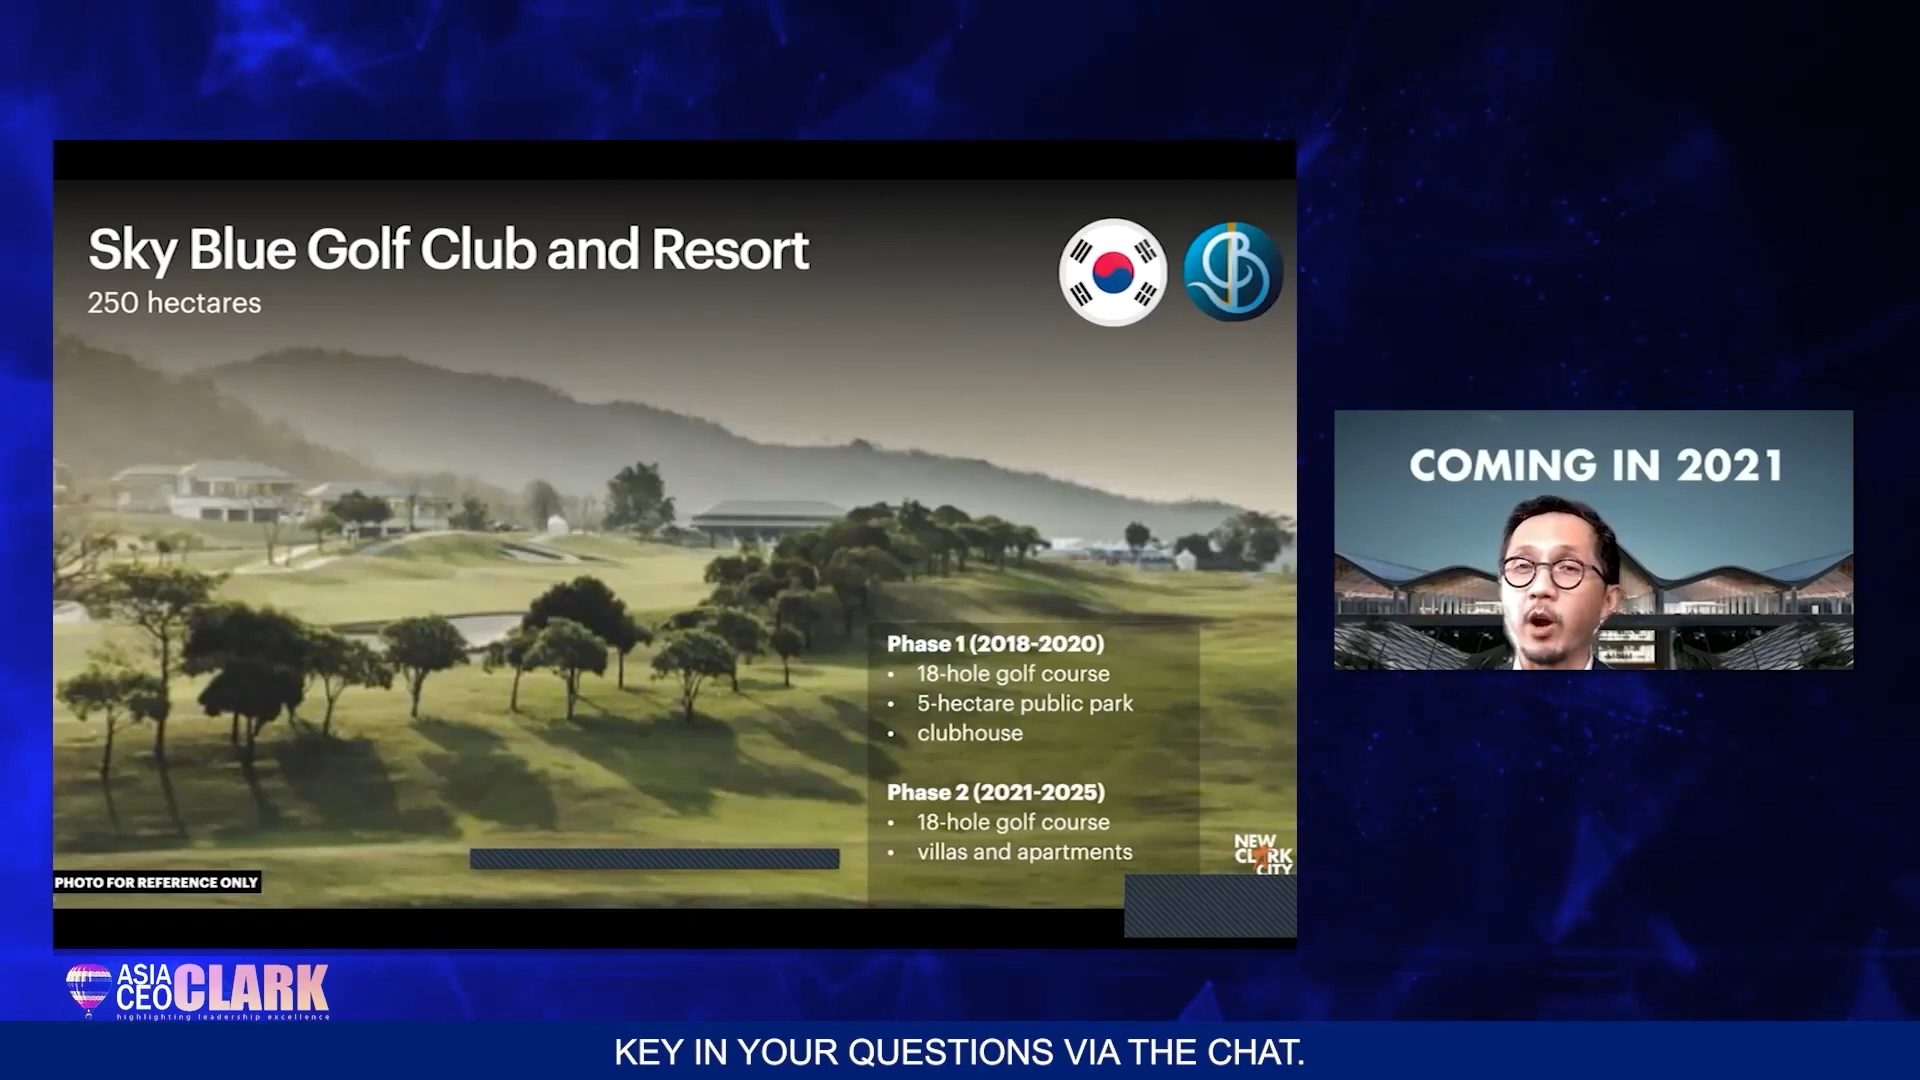 Sky Blue Golf Club and Resort
250 hectares
COMING IN 2021
Phase 1 (2018-2020)
• 18-hole golf course
• 5-hectare public park
• clubhouse
Phase 2 (2021-2025)
• 18-hole golf course
• villas and apartments
NEW
CLARK
CITY
PHOTO FOR REFERENCE ONLY
ASIA
CEO CLARK
highlighting leadership excellence
KEY IN YOUR QUESTIONS VIA THE CHAT.